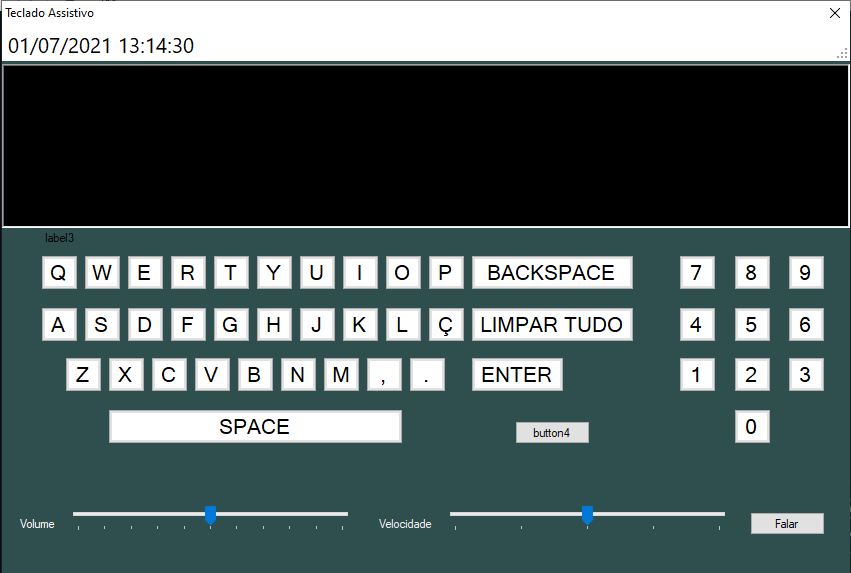 Teclado Assistivo
01/07/2021 13:14:30
label3
Q W E R T Y U I O P BACKSPACE 7 8 9
A S D F G H J K L Ç LIMPAR TUDO 4 5 6
Z X C V B N M , . ENTER 1 2 3
SPACE button4 0
Volume Velocidade Falar